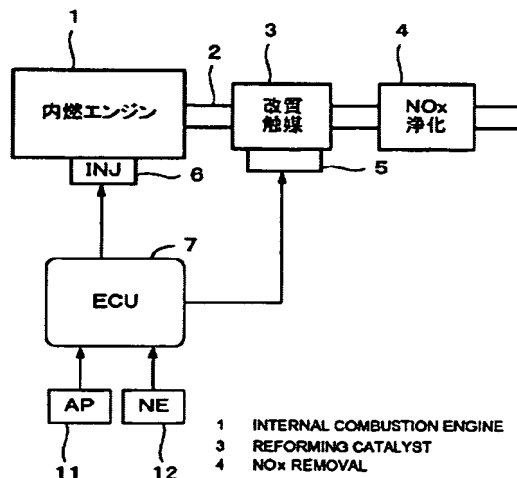 1
2
3
4
内燃エンジン
改質
触媒
NOx
浄化
INJ
6
5
7
ECU
AP
NE
11
12
1 INTERNAL COMBUSTION ENGINE
3 REFORMING CATALYST
4 NOx REMOVAL